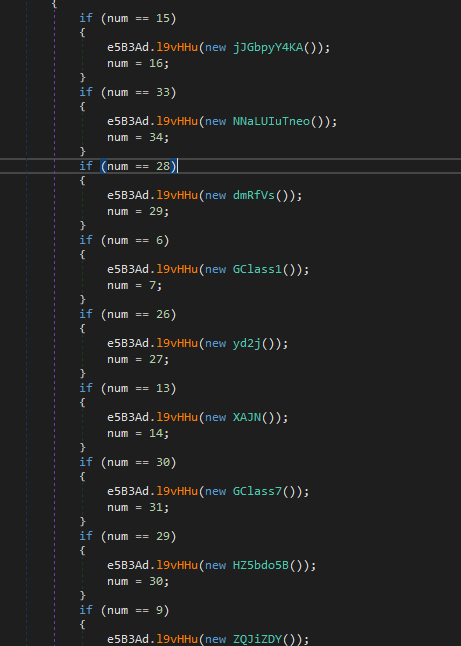 {
if (num == 15)
{
e5B3Ad.l9vHHu(new jJGbpyY4KA());
num = 16;
}
if (num == 33)
{
e5B3Ad.l9vHHu(new NNaLUIuTneo());
num = 34;
}
if (num == 28)
{
e5B3Ad.l9vHHu(new dmRfVs());
num = 29;
}
if (num == 6)
{
e5B3Ad.l9vHHu(new GClass1());
num = 7;
}
if (num == 26)
{
e5B3Ad.l9vHHu(new yd2j());
num = 27;
}
if (num == 13)
{
e5B3Ad.l9vHHu(new XAJN());
num = 14;
}
if (num == 30)
{
e5B3Ad.l9vHHu(new GClass7());
num = 31;
}
if (num == 29)
{
e5B3Ad.l9vHHu(new HZ5bdo5B());
num = 30;
}
if (num == 9)
{
e5B3Ad.l9vHHu(new ZQJiZDY());